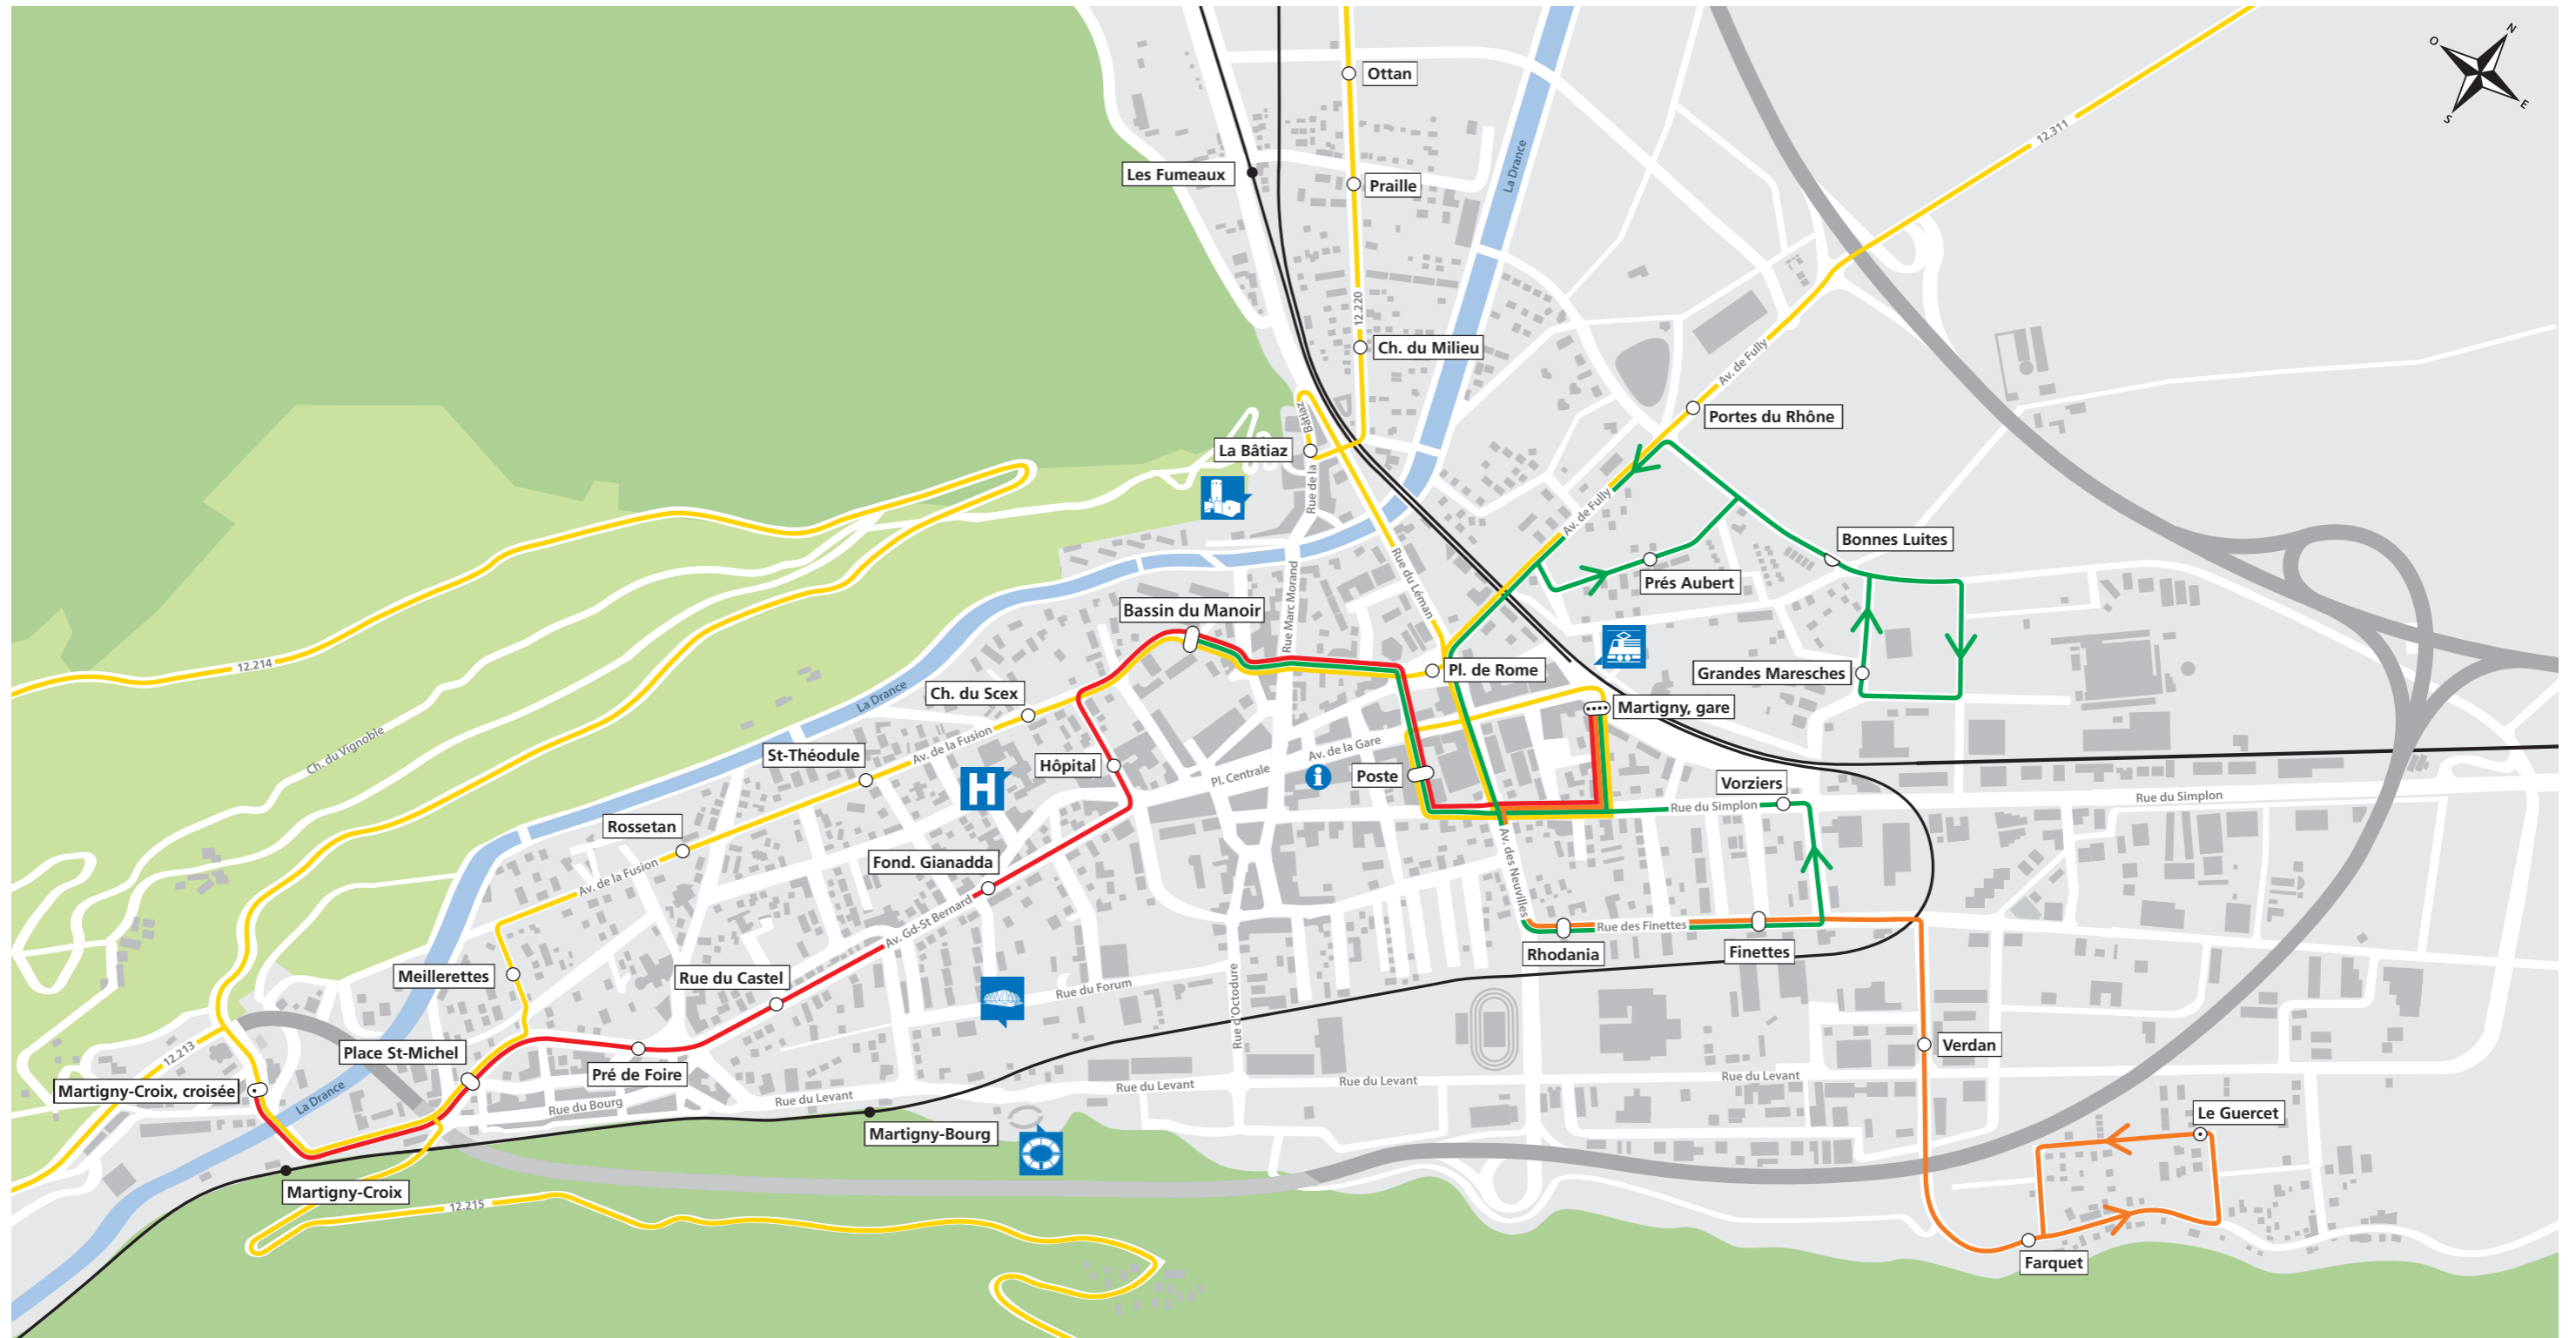 N
O
E
S
Ottan
12.311
Les Fumeaux
Praille
La Drance
12.220
Ch. du Milieu
Av. de Fully
Portes du Rhône
La Bâtiaz
Rue de la Bâtiaz
Av. de Fully
Bonnes Luites
Prés Aubert
Rue du Léman
Bassin du Manoir
Rue Marc Morand
12.214
Pl. de Rome
Grandes Maresches
Ch. du Scex
La Drance
Martigny, gare
Av. de la Fusion
Av. de la Gare
Ch. du Vignoble
St-Théodule
Hôpital
Pl. Centrale
i
Poste
Vorziers
H
Rue du Simplon
Rue du Simplon
Rossetan
Av. de la Fusion
Fond. Gianadda
Av. des Neuvilles
Av. Gd-St Bernard
Rue des Finettes
Rhodania
Finettes
Meillerettes
Rue du Castel
Rue du Forum
Rue d'Octodure
12.213
Place St-Michel
Pré de Foire
Verdan
Martigny-Croix, croisée
La Drance
Rue du Bourg
Rue du Levant
Rue du Levant
Rue du Levant
Rue du Levant
Le Guercet
Martigny-Bourg
Martigny-Croix
12.215
Farquet